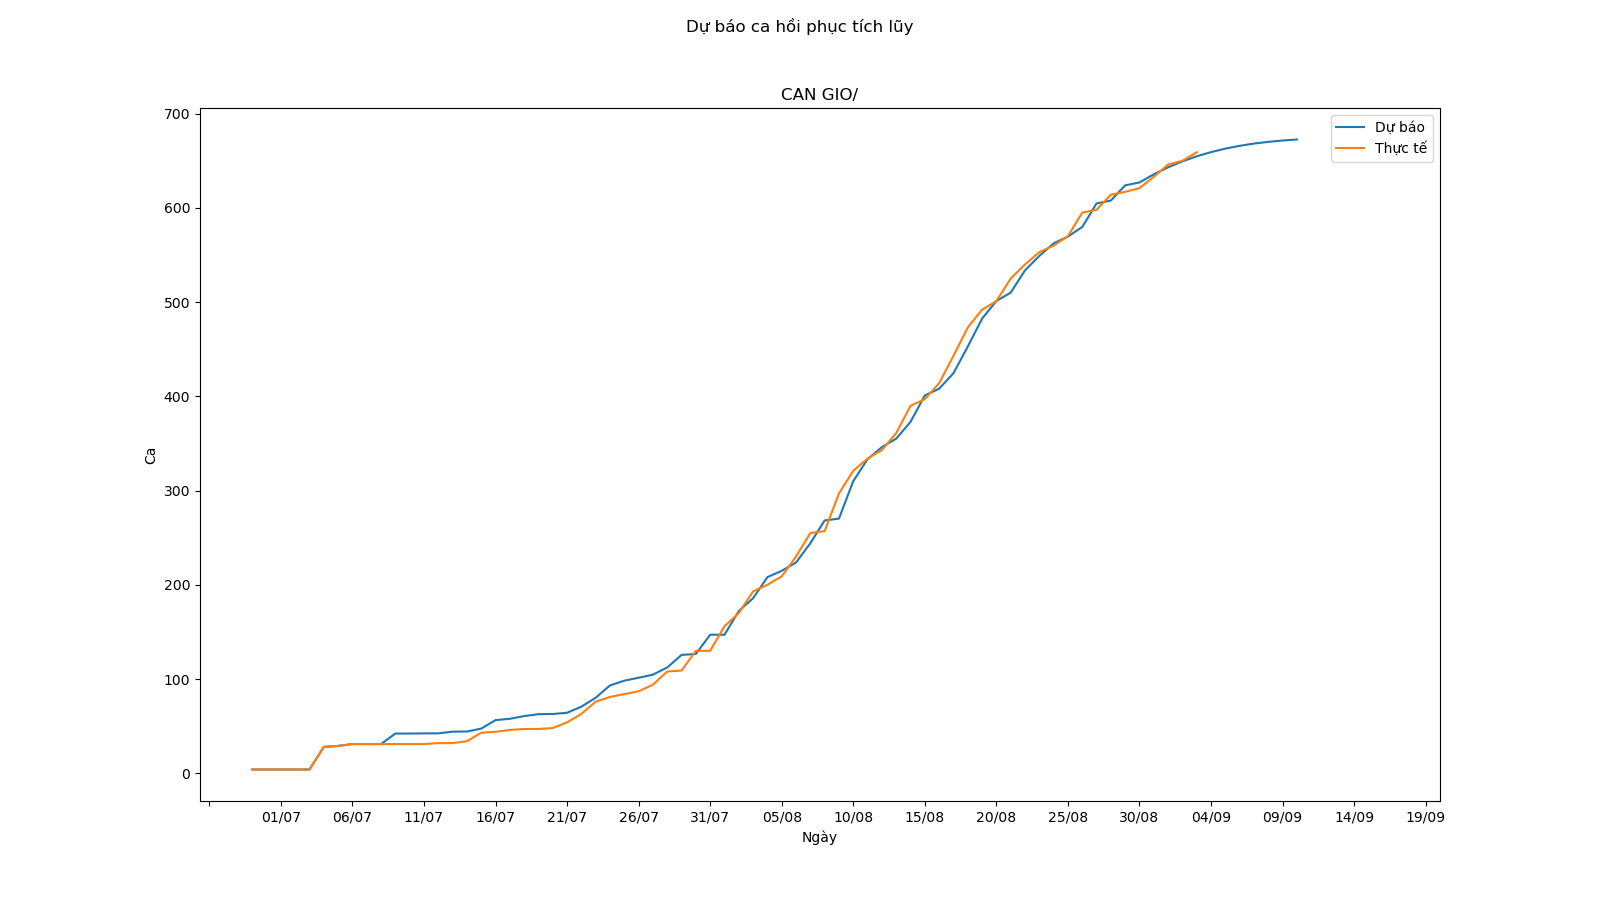 Dự báo ca hồi phục tích lũy
CAN GIO/
Dự báo
Thực tế
700
600
500
400
300
200
100
0
Ca
01/07 06/07 11/07 16/07 21/07 26/07 31/07 05/08 10/08 15/08 20/08 25/08 30/08 04/09 09/09 14/09 19/09
Ngày